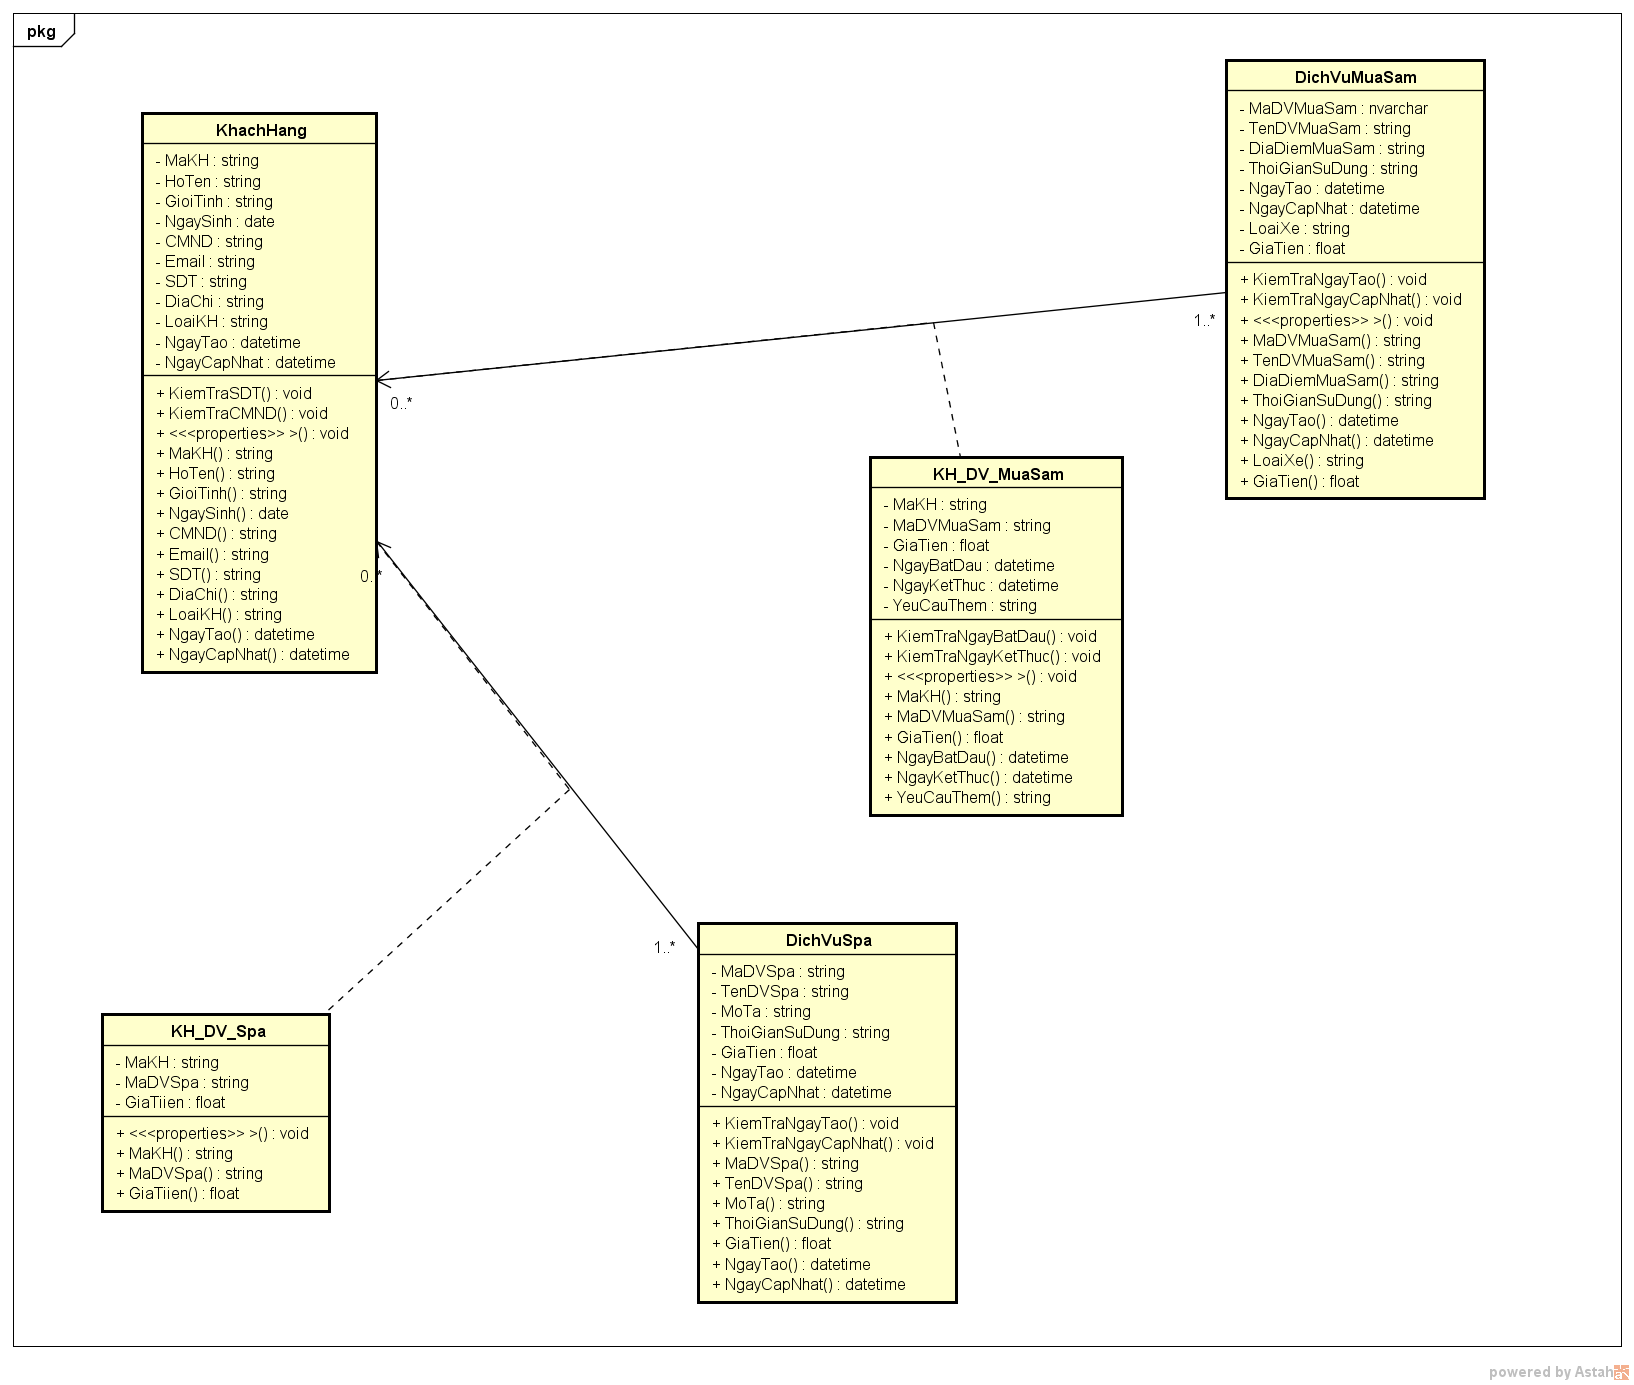 pkg
KhachHang
- MaKH : string
- HoTen : string
- GioiTinh : string
- NgaySinh : date
- CMND : string
- Email : string
- SDT : string
- DiaChi : string
- LoaiKH : string
- NgayTao : datetime
- NgayCapNhat : datetime
+ KiemTraSDT() : void
+ KiemTraCMND() : void
+ <<<properties>> >() : void
+ MaKH() : string
+ HoTen() : string
+ GioiTinh() : string
+ NgaySinh() : date
+ CMND() : string
+ Email() : string
+ SDT() : string
+ DiaChi() : string
+ LoaiKH() : string
+ NgayTao() : datetime
+ NgayCapNhat() : datetime
0..*
0..*
DichVuMuaSam
- MaDVMuaSam : nvarchar
- TenDVMuaSam : string
- DiaDiemMuaSam : string
- ThoiGianSuDung : string
- NgayTao : datetime
- NgayCapNhat : datetime
- LoaiXe : string
- GiaTien : float
+ KiemTraNgayTao() : void
+ KiemTraNgayCapNhat() : void
+ <<<properties>> >() : void
+ MaDVMuaSam() : string
+ TenDVMuaSam() : string
+ DiaDiemMuaSam() : string
+ ThoiGianSuDung() : string
+ NgayTao() : datetime
+ NgayCapNhat() : datetime
+ LoaiXe() : string
+ GiaTien() : float
1..*
KH_DV_MuaSam
- MaKH : string
- MaDVMuaSam : string
- GiaTien : float
- NgayBatDau : datetime
- NgayKetThuc : datetime
- YeuCauThem : string
+ KiemTraNgayBatDau() : void
+ KiemTraNgayKetThuc() : void
+ <<<properties>> >() : void
+ MaKH() : string
+ MaDVMuaSam() : string
+ GiaTien() : float
+ NgayBatDau() : datetime
+ NgayKetThuc() : datetime
+ YeuCauThem() : string
1..*
DichVuSpa
- MaDVSpa : string
- TenDVSpa : string
- MoTa : string
- ThoiGianSuDung : string
- GiaTien : float
- NgayTao : datetime
- NgayCapNhat : datetime
+ KiemTraNgayTao() : void
+ KiemTraNgayCapNhat() : void
+ MaDVSpa() : string
+ TenDVSpa() : string
+ MoTa() : string
+ ThoiGianSuDung() : string
+ GiaTien() : float
+ NgayTao() : datetime
+ NgayCapNhat() : datetime
KH_DV_Spa
- MaKH : string
- MaDVSpa : string
- GiaTiien : float
+ <<<properties>> >() : void
+ MaKH() : string
+ MaDVSpa() : string
+ GiaTiien() : float
powered by Astah